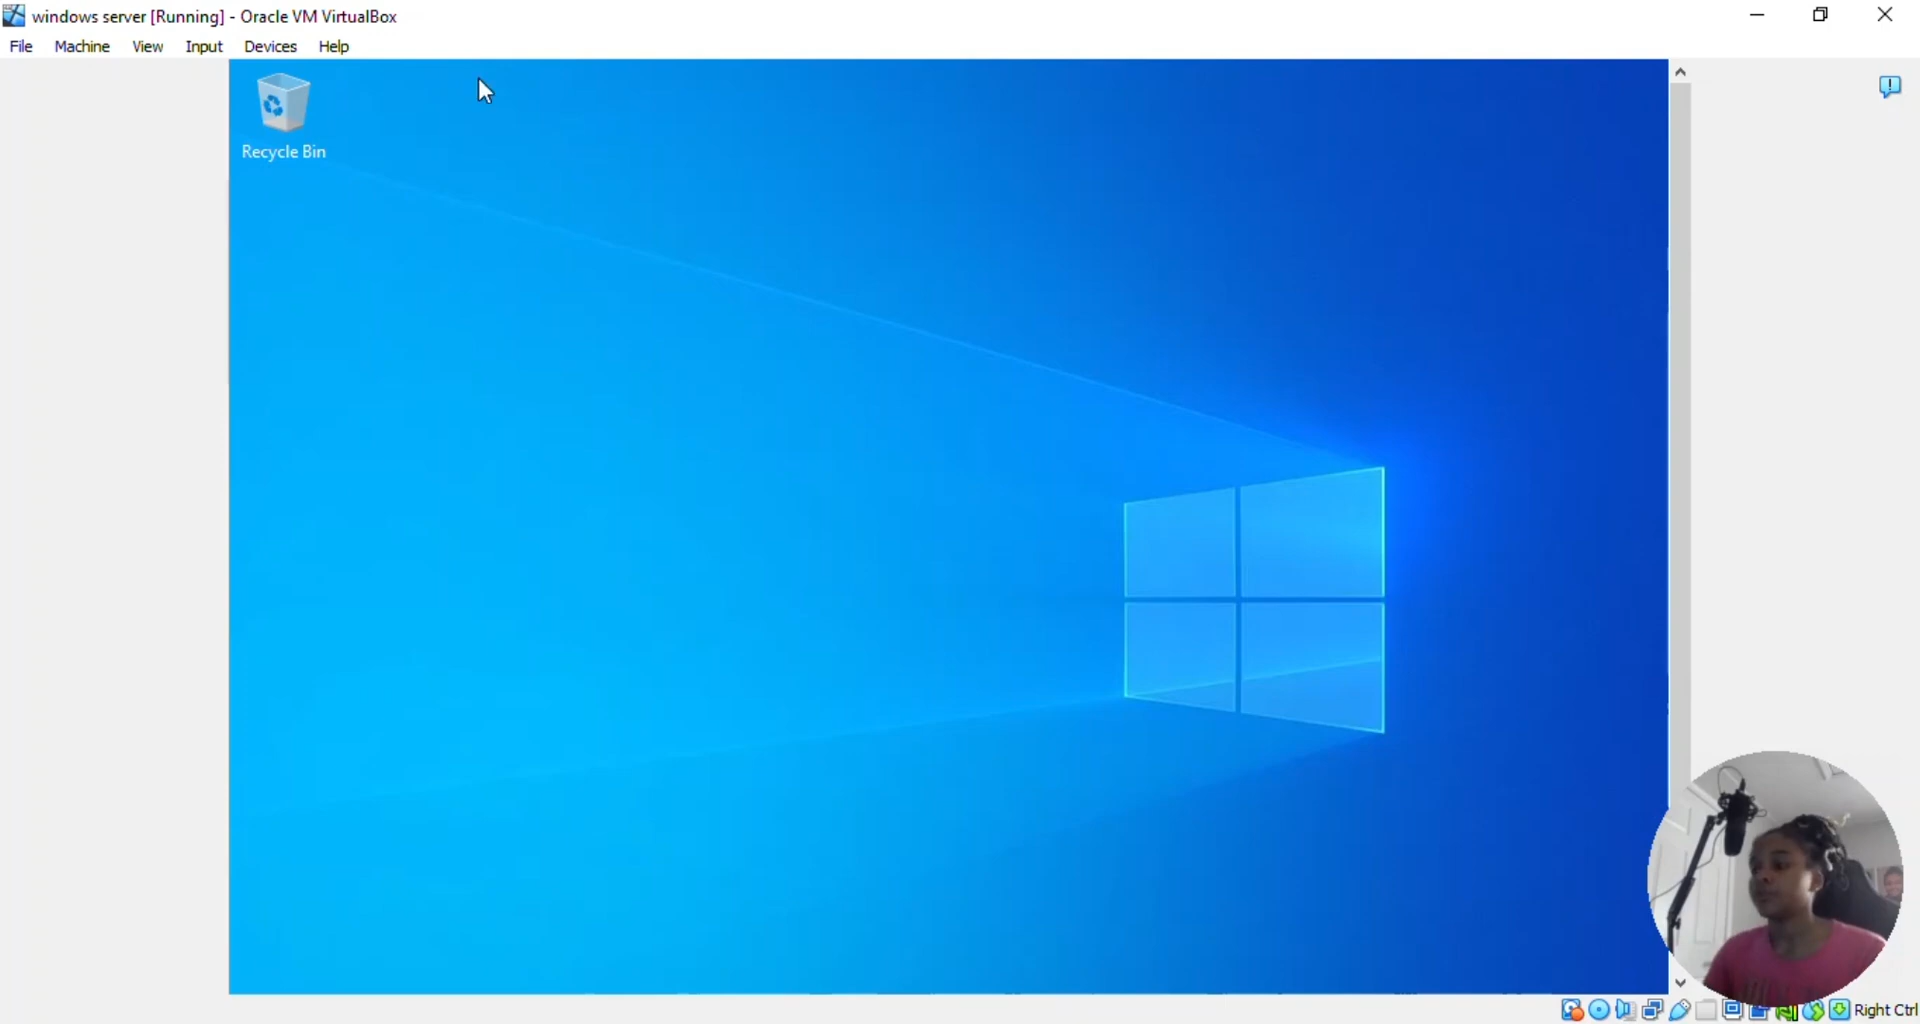 windows server [Running] - Oracle VM VirtualBox
File Machine View Input Devices Help
Recycle Bin
Right Ctrl